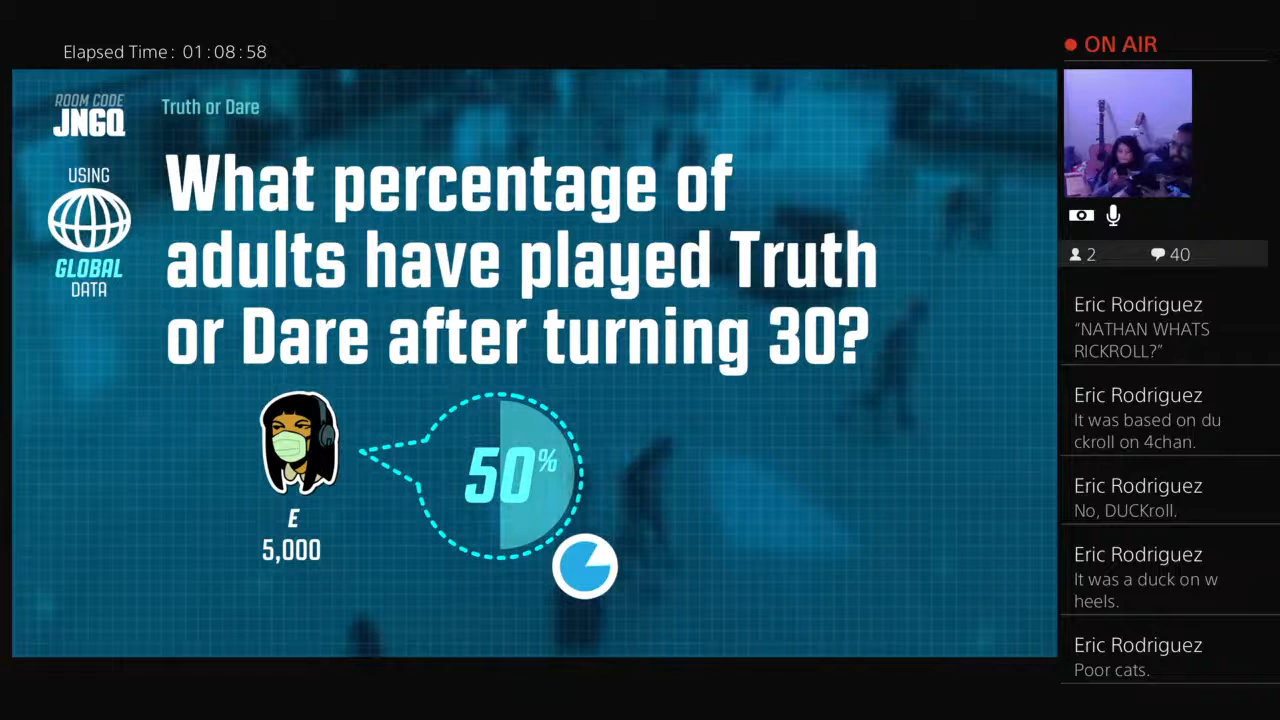 Elapsed Time: 01:08:58
ON AIR
ROOM CODE
JNGQ
Truth or Dare
USING
GLOBAL
DATA
What percentage of
adults have played Truth
or Dare after turning 30?
50%
E
5,000
2
40
Eric Rodriguez
"NATHAN WHATS
RICKROLL?"
Eric Rodriguez
It was based on du
ckroll on 4chan.
Eric Rodriguez
No, DUCKroll.
Eric Rodriguez
It was a duck on w
heels.
Eric Rodriguez
Poor cats.